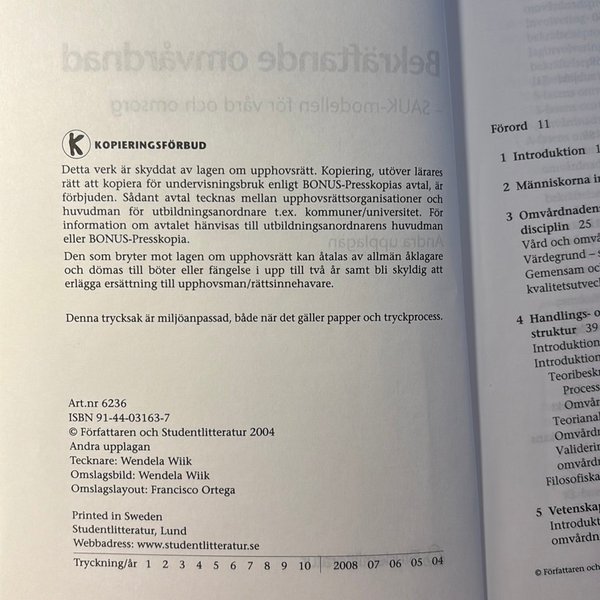 Bekräftande omvårdnad
– SAUK-modellen för vård och omsorg
K KOPIERINGSFÖRBUD
Detta verk är skyddat av lagen om upphovsrätt. Kopiering, utöver lärares
rätt att kopiera för undervisningsbruk enligt BONUS-Presskopias avtal, är
förbjuden. Sådant avtal tecknas mellan upphovsrättsorganisationer och
huvudman för utbildningsanordnare t.ex. kommuner/universitet. För
information om avtalet hänvisas till utbildningsanordnarens huvudman
eller BONUS-Presskopia.
Andra upplagan
Den som bryter mot lagen om upphovsrätt kan åtalas av allmän åklagare
och dömas till böter eller fängelse i upp till två år samt bli skyldig att
erlägga ersättning till upphovsman/rättsinnehavare.
Denna trycksak är miljöanpassad, både när det gäller papper och tryckprocess.
Art.nr 6236
ISBN 91-44-03163-7
© Författaren och Studentlitteratur 2004
Andra upplagan
Tecknare: Wendela Wiik
Omslagsbild: Wendela Wiik
Omslagslayout: Francisco Ortega
Printed in Sweden
Studentlitteratur, Lund
Webbadress: www.studentlitteratur.se
Tryckning/år 1 2 3 4 5 6 7 8 9 10 2008 07 06 05 04
Förord 11
1 Introduktion 1
2 Människorna i
3 Omvårdnadens
disciplin 25
Vård och omvå
Värdegrund – s
Gemensam oc
kvalitetsutveck
4 Handlings- o
struktur 39
Introduktion
Introduktion
Teoribeskr
Process
Omvår
Teorianal
Omvårdn
Validerin
omvårdn
Filosofiska
5 Vetenskap
Introdukt
omvårdn
© Författaren och